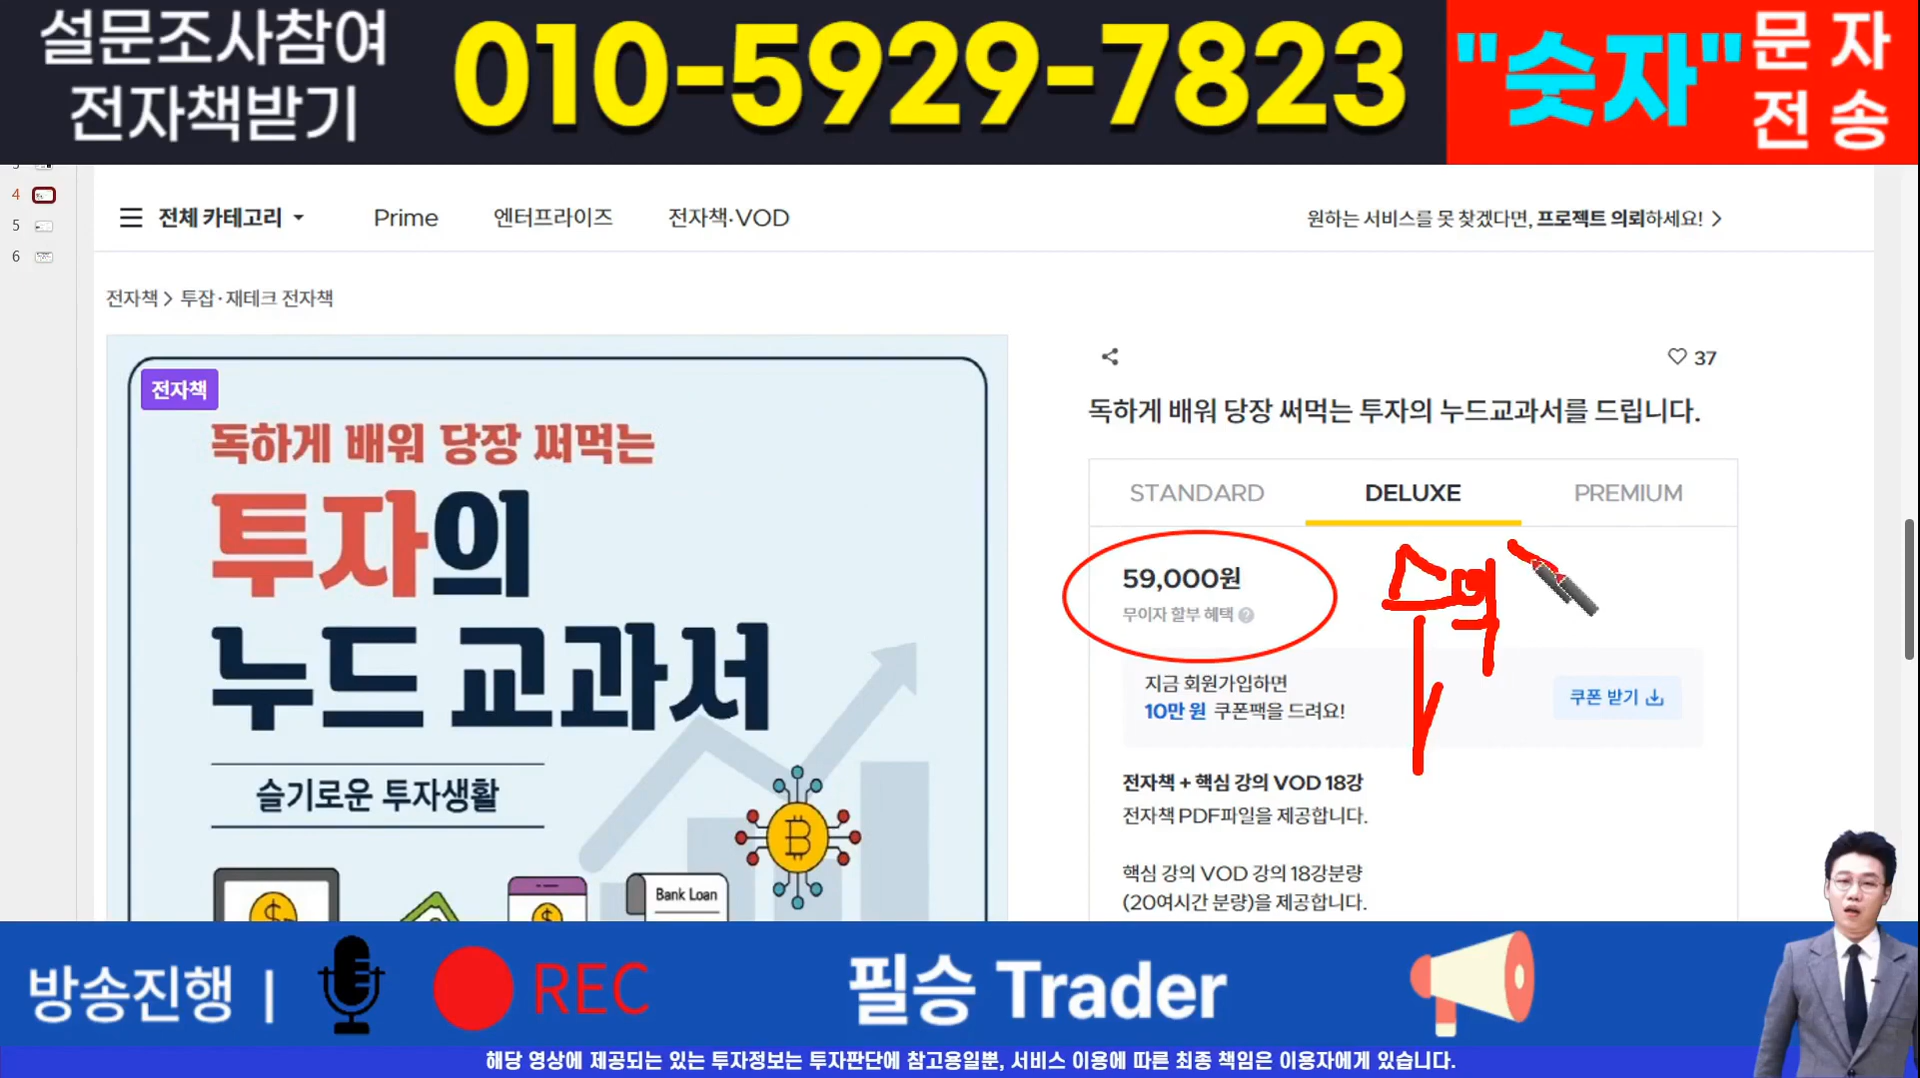 설문조사참여
전자책받기
010-5929-7823
"숫자"
문자
전송
4
5
6
전체 카테고리
Prime
엔터프라이즈
전자책·VOD
원하는 서비스를 못 찾겠다면, 프로젝트 의뢰하세요! >
전자책 > 투잡·재테크 전자책
전자책
독하게 배워 당장 써먹는
투자의
누드교과서
슬기로운 투자생활
Bank Loan
37
독하게 배워 당장 써먹는 투자의 누드교과서를 드립니다.
STANDARD
DELUXE
PREMIUM
59,000원
무이자 할부 혜택 ?
지금 회원가입하면
10만 원 쿠폰팩을 드려요!
쿠폰 받기
전자책 + 핵심 강의 VOD 18강
전자책 PDF파일을 제공합니다.
핵심 강의 VOD 강의 18강분량
(20여시간 분량)을 제공합니다.
방송진행 |
REC
필승 Trader
해당 영상에 제공되는 있는 투자정보는 투자판단에 참고용일뿐, 서비스 이용에 따른 최종 책임은 이용자에게 있습니다.